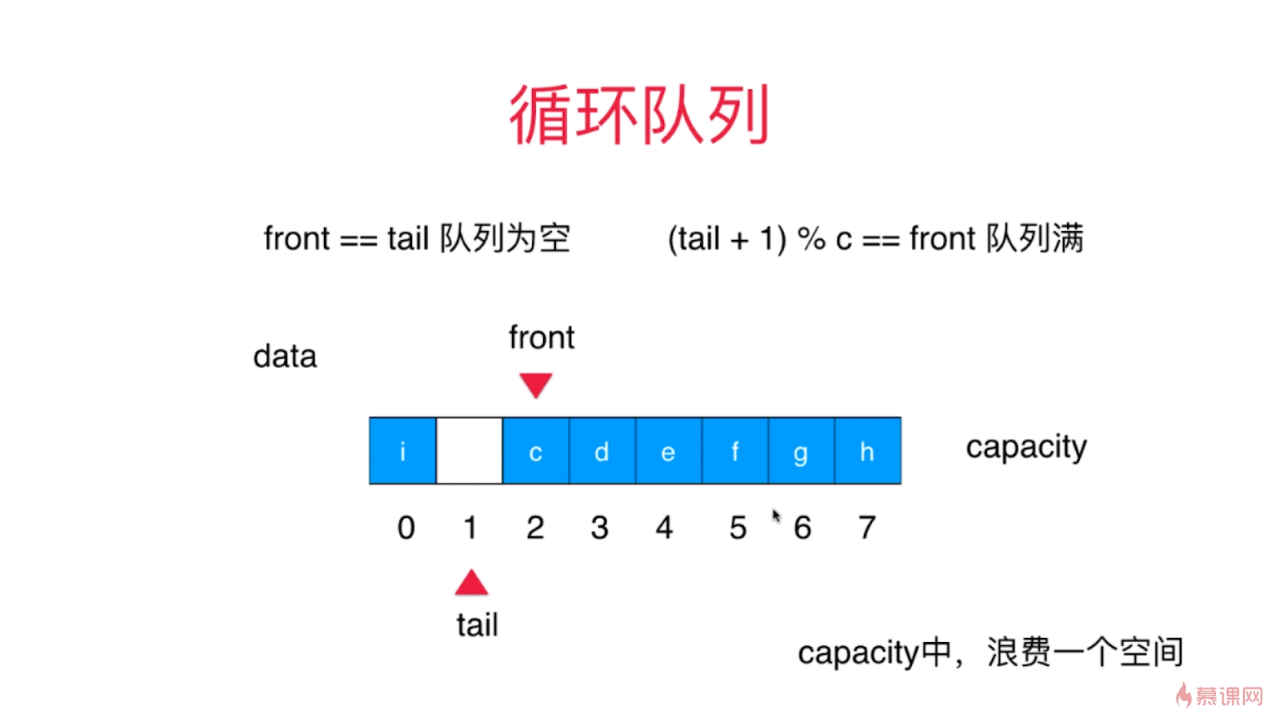 循环队列
front == tail 队列为空
(tail + 1) % c == front 队列满
front
data
i c d e f g h
capacity
0 1 2 3 4 5 6 7
tail
capacity中，浪费一个空间
慕课网